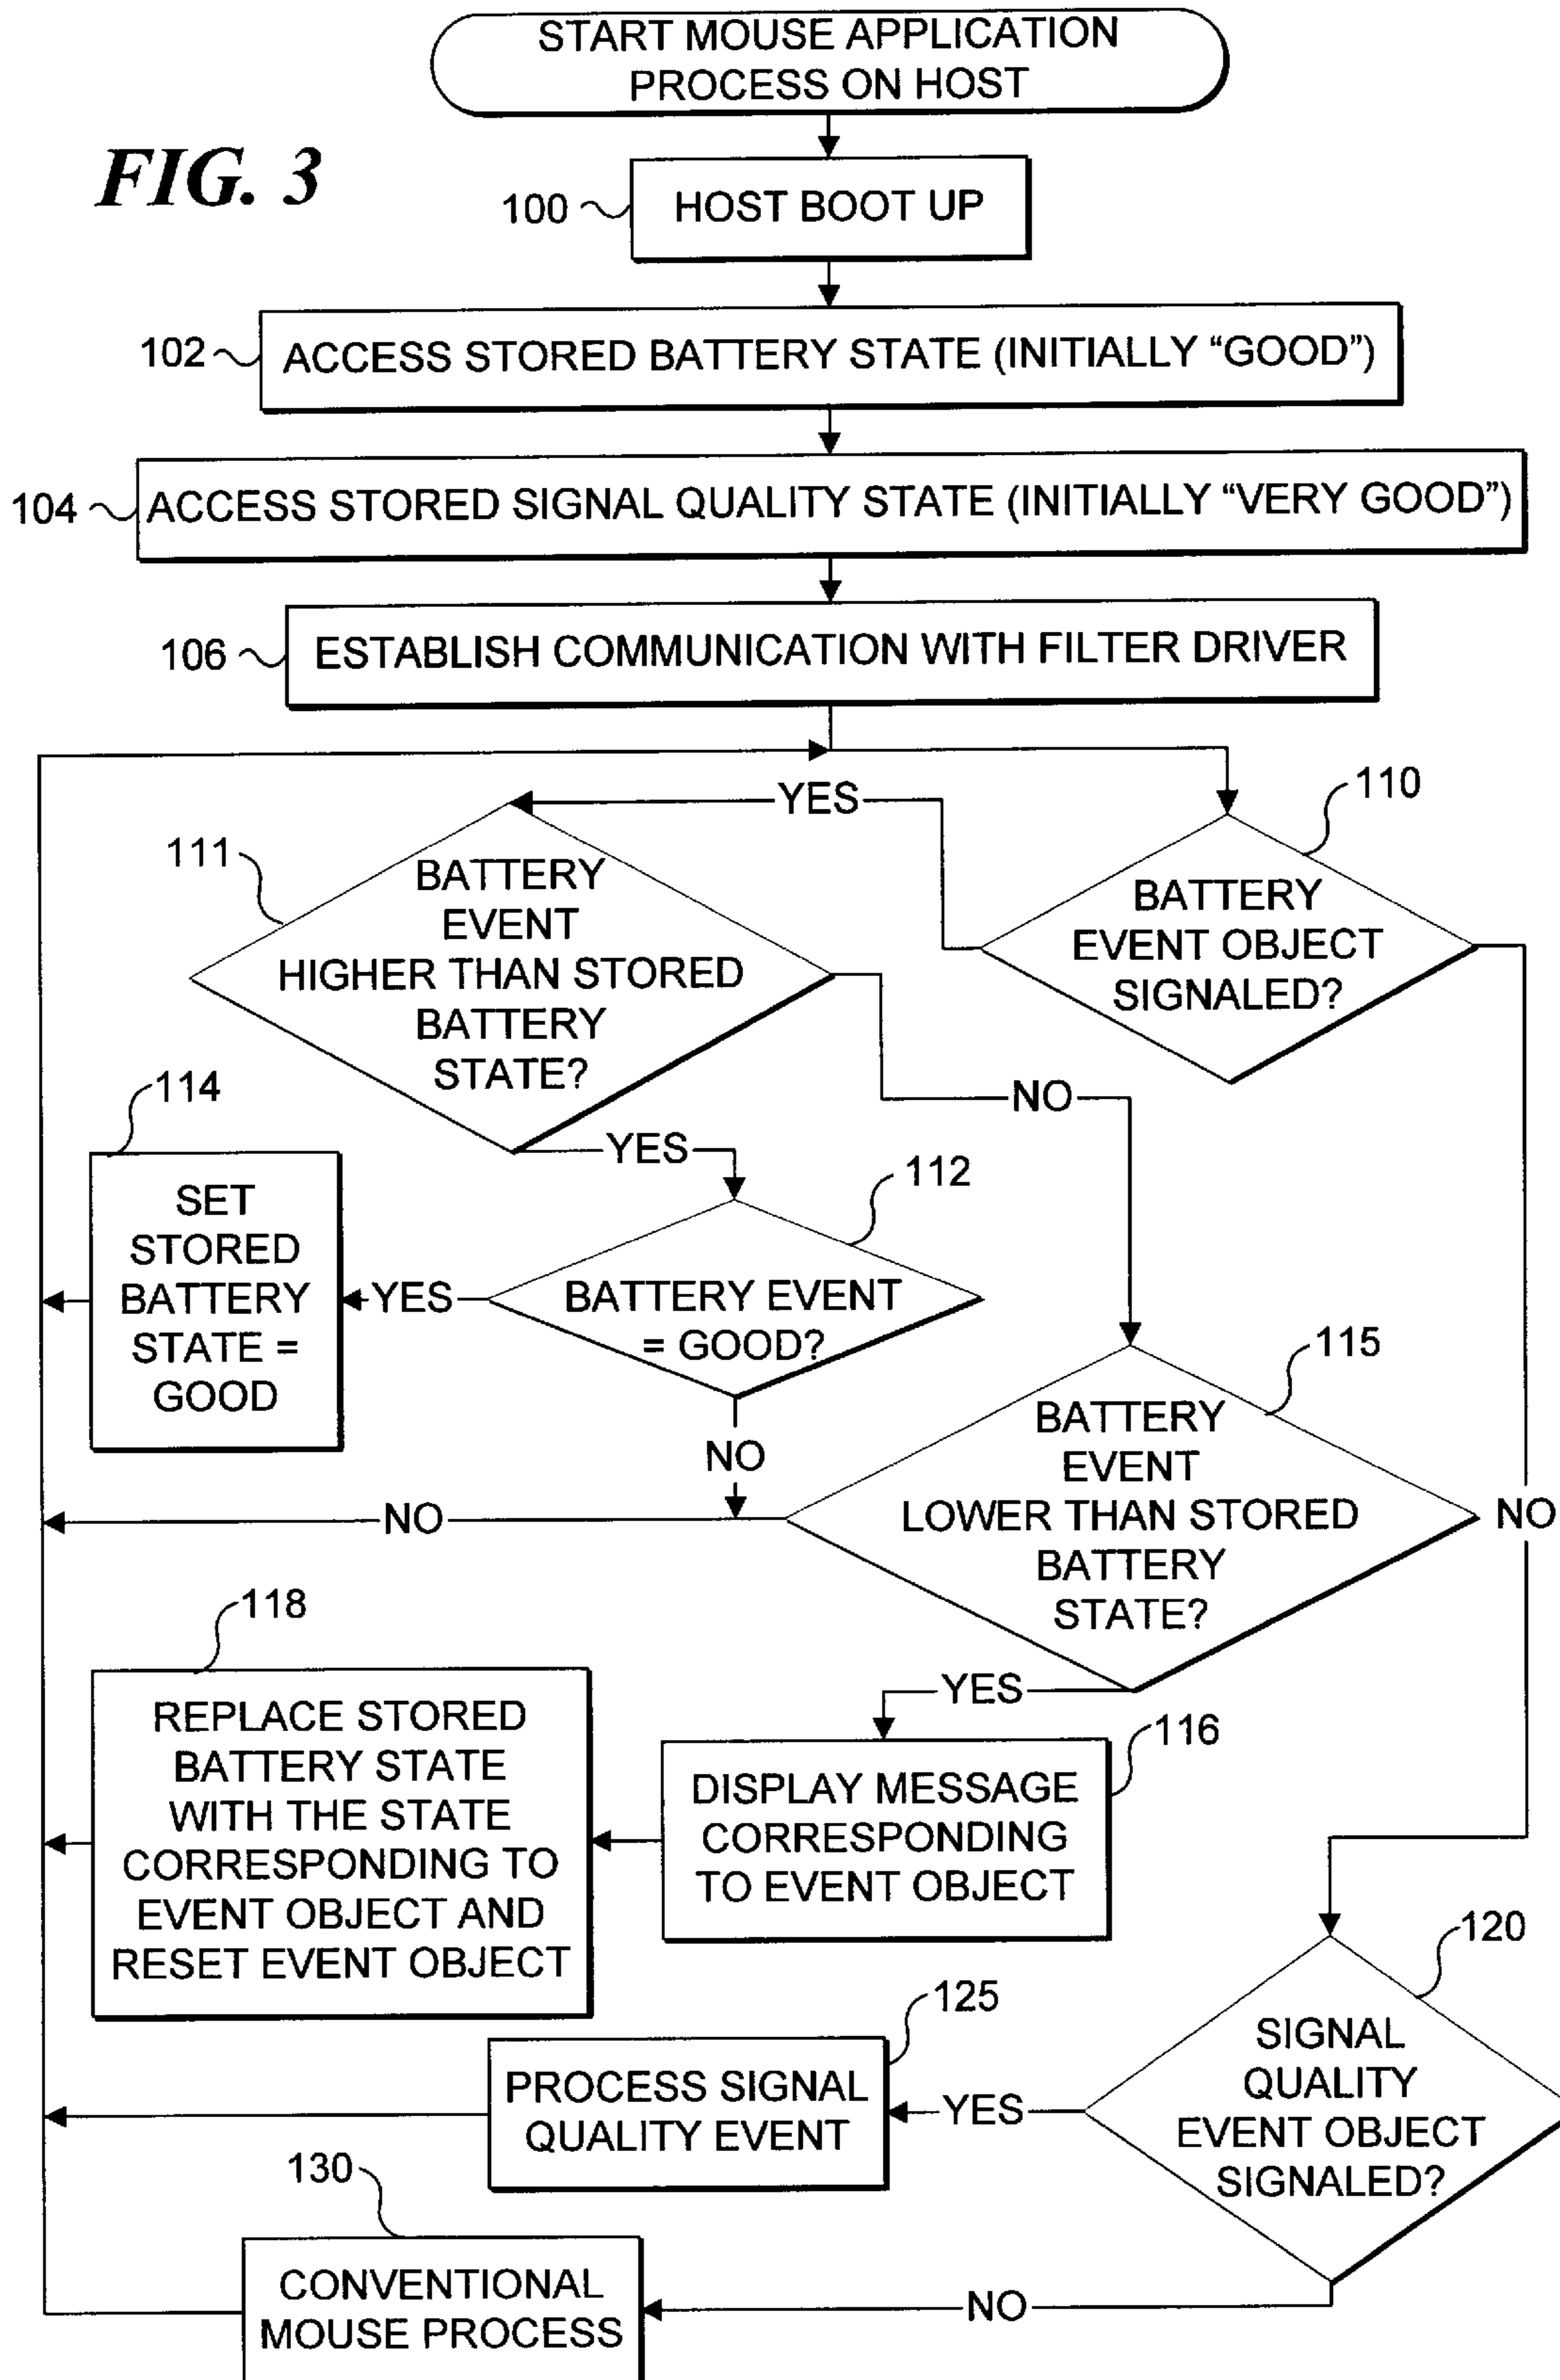 START MOUSE APPLICATION
PROCESS ON HOST
FIG. 3
100
HOST BOOT UP
102
ACCESS STORED BATTERY STATE (INITIALLY “GOOD”)
104
ACCESS STORED SIGNAL QUALITY STATE (INITIALLY “VERY GOOD”)
106
ESTABLISH COMMUNICATION WITH FILTER DRIVER
110
YES
BATTERY
EVENT OBJECT
SIGNALED?
111
BATTERY
EVENT
HIGHER THAN STORED
BATTERY
STATE?
NO
YES
114
SET
STORED
BATTERY
STATE =
GOOD
YES
112
BATTERY EVENT
= GOOD?
NO
115
BATTERY
EVENT
LOWER THAN STORED
BATTERY
STATE?
NO
NO
YES
118
REPLACE STORED
BATTERY STATE
WITH THE STATE
CORRESPONDING TO
EVENT OBJECT AND
RESET EVENT OBJECT
116
DISPLAY MESSAGE
CORRESPONDING
TO EVENT OBJECT
120
SIGNAL
QUALITY
EVENT OBJECT
SIGNALED?
125
PROCESS SIGNAL
QUALITY EVENT
YES
130
CONVENTIONAL
MOUSE PROCESS
NO